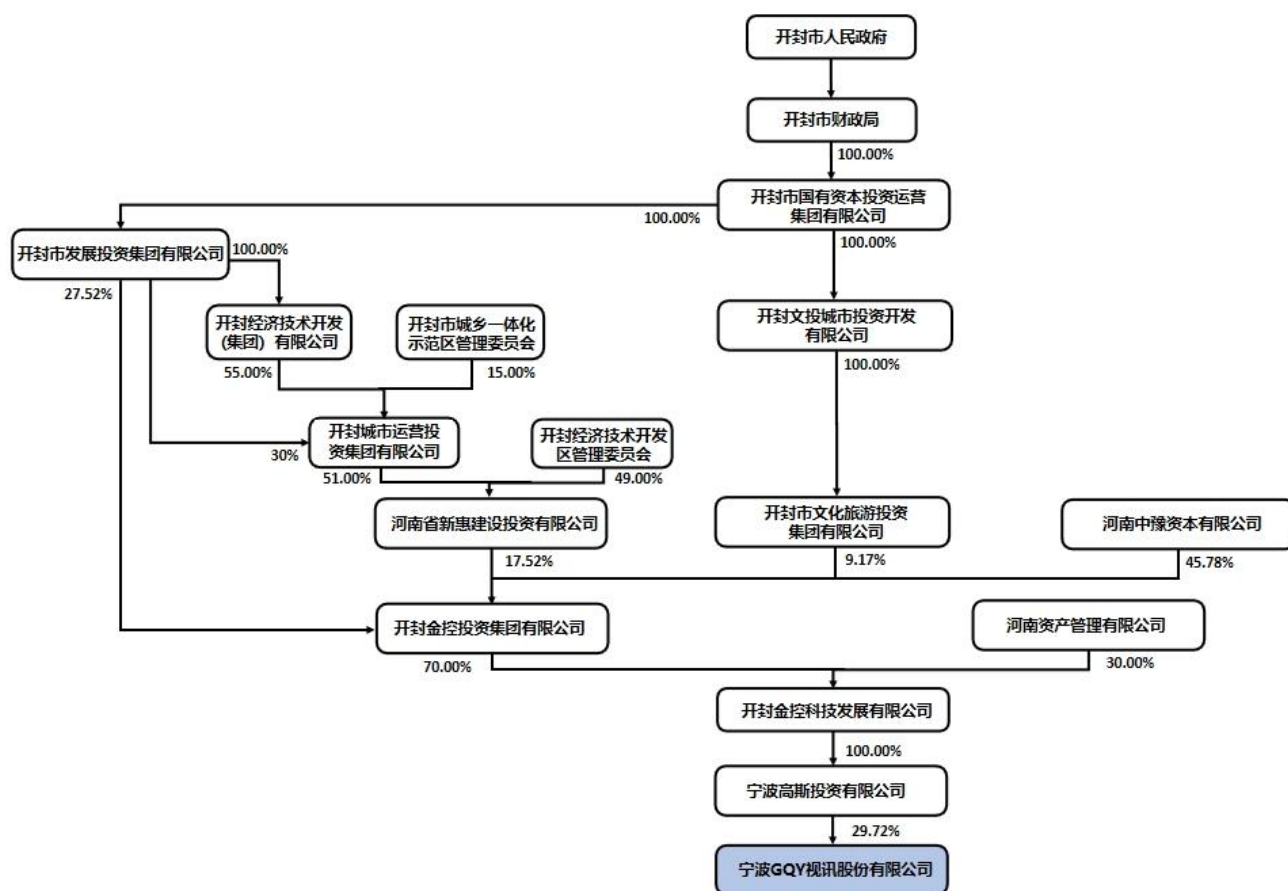 开封市人民政府
开封市财政局
100.00%
开封市国有资本投资运营
集团有限公司
100.00%
100.00%
开封市发展投资集团有限公司
100.00%
27.52%
开封经济技术开发
(集团）有限公司
开封市城乡一体化
示范区管理委员会
开封文投城市投资开发
有限公司
55.00%
15.00%
100.00%
开封城市运营投
资集团有限公司
开封经济技术开发
区管理委员会
30%
51.00%
49.00%
河南省新惠建设投资有限公司
开封市文化旅游投资
集团有限公司
河南中豫资本有限公司
17.52%
9.17%
45.78%
开封金控投资集团有限公司
河南资产管理有限公司
70.00%
30.00%
开封金控科技发展有限公司
100.00%
宁波高斯投资有限公司
29.72%
宁波GQY视讯股份有限公司